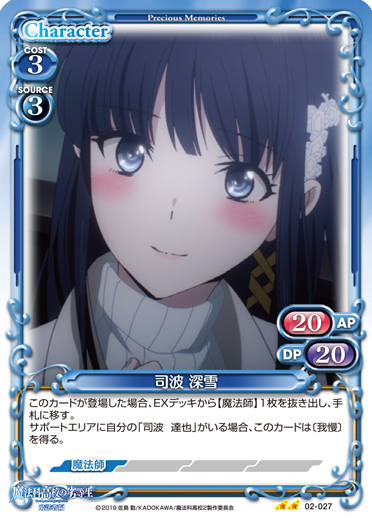 Precious Memories
Character
COST
3
SOURCE
3
20 AP
DP 20
司波 深雪
このカードが登場した場合、EXデッキから【魔法師】1枚を抜き出し、手
札に移す。
サポートエリアに自分の「司波　達也」がいる場合、このカードは〔我慢〕
を得る。
魔法師
魔法科高校の劣等生
©2019 佐島 勤/KADOKAWA/魔法科高校2製作委員会
02-027